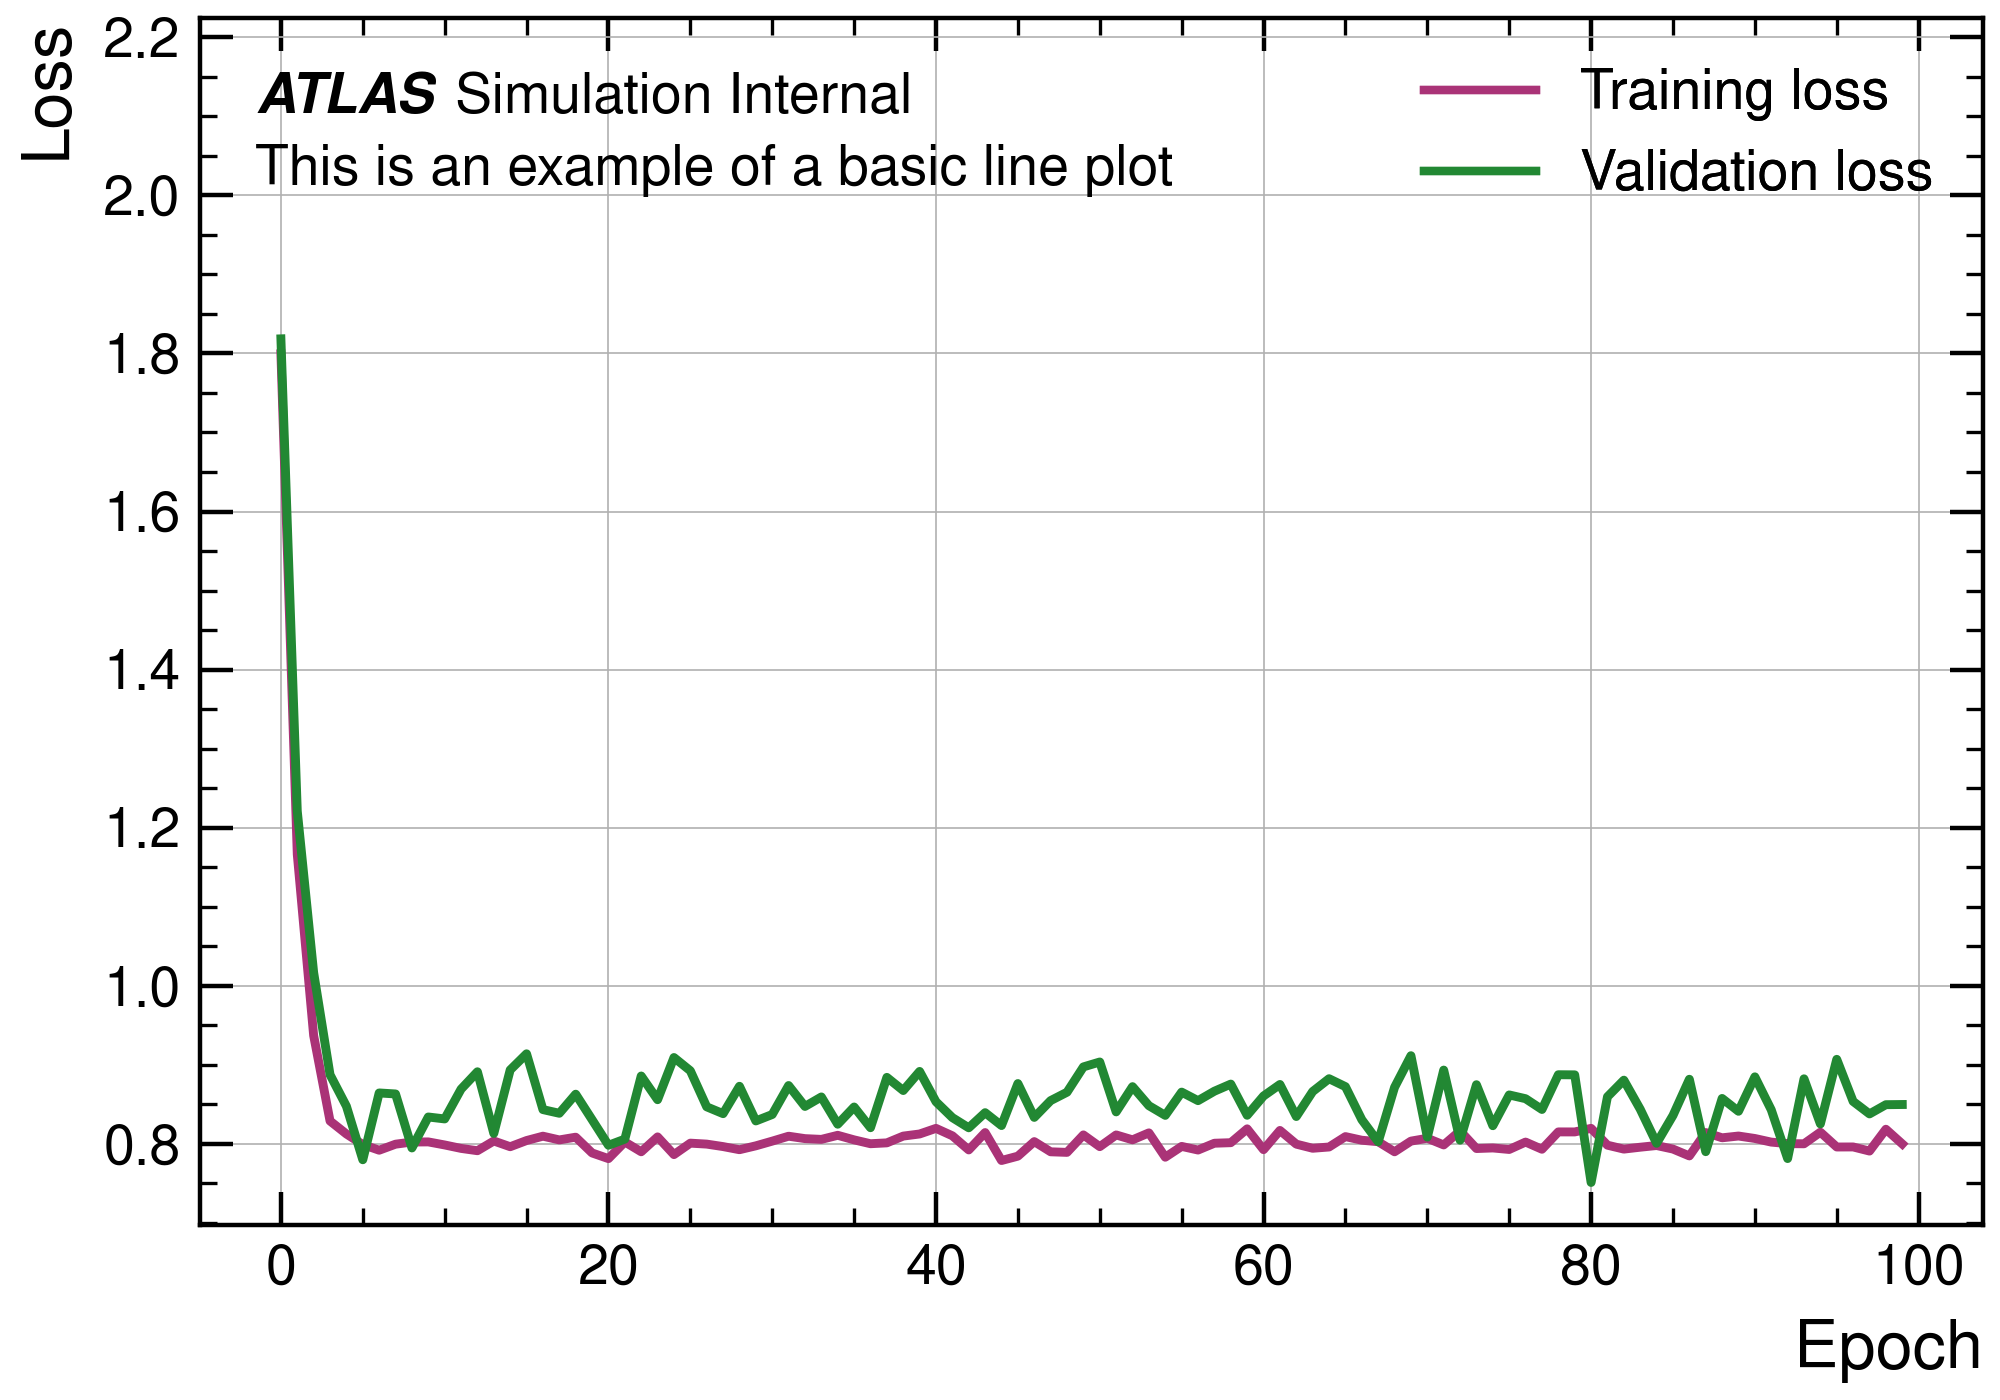 Loss
2.2
2.0
1.8
1.6
1.4
1.2
1.0
0.8
ATLAS Simulation Internal
This is an example of a basic line plot
Training loss
Validation loss
0 20 40 60 80 100
Epoch